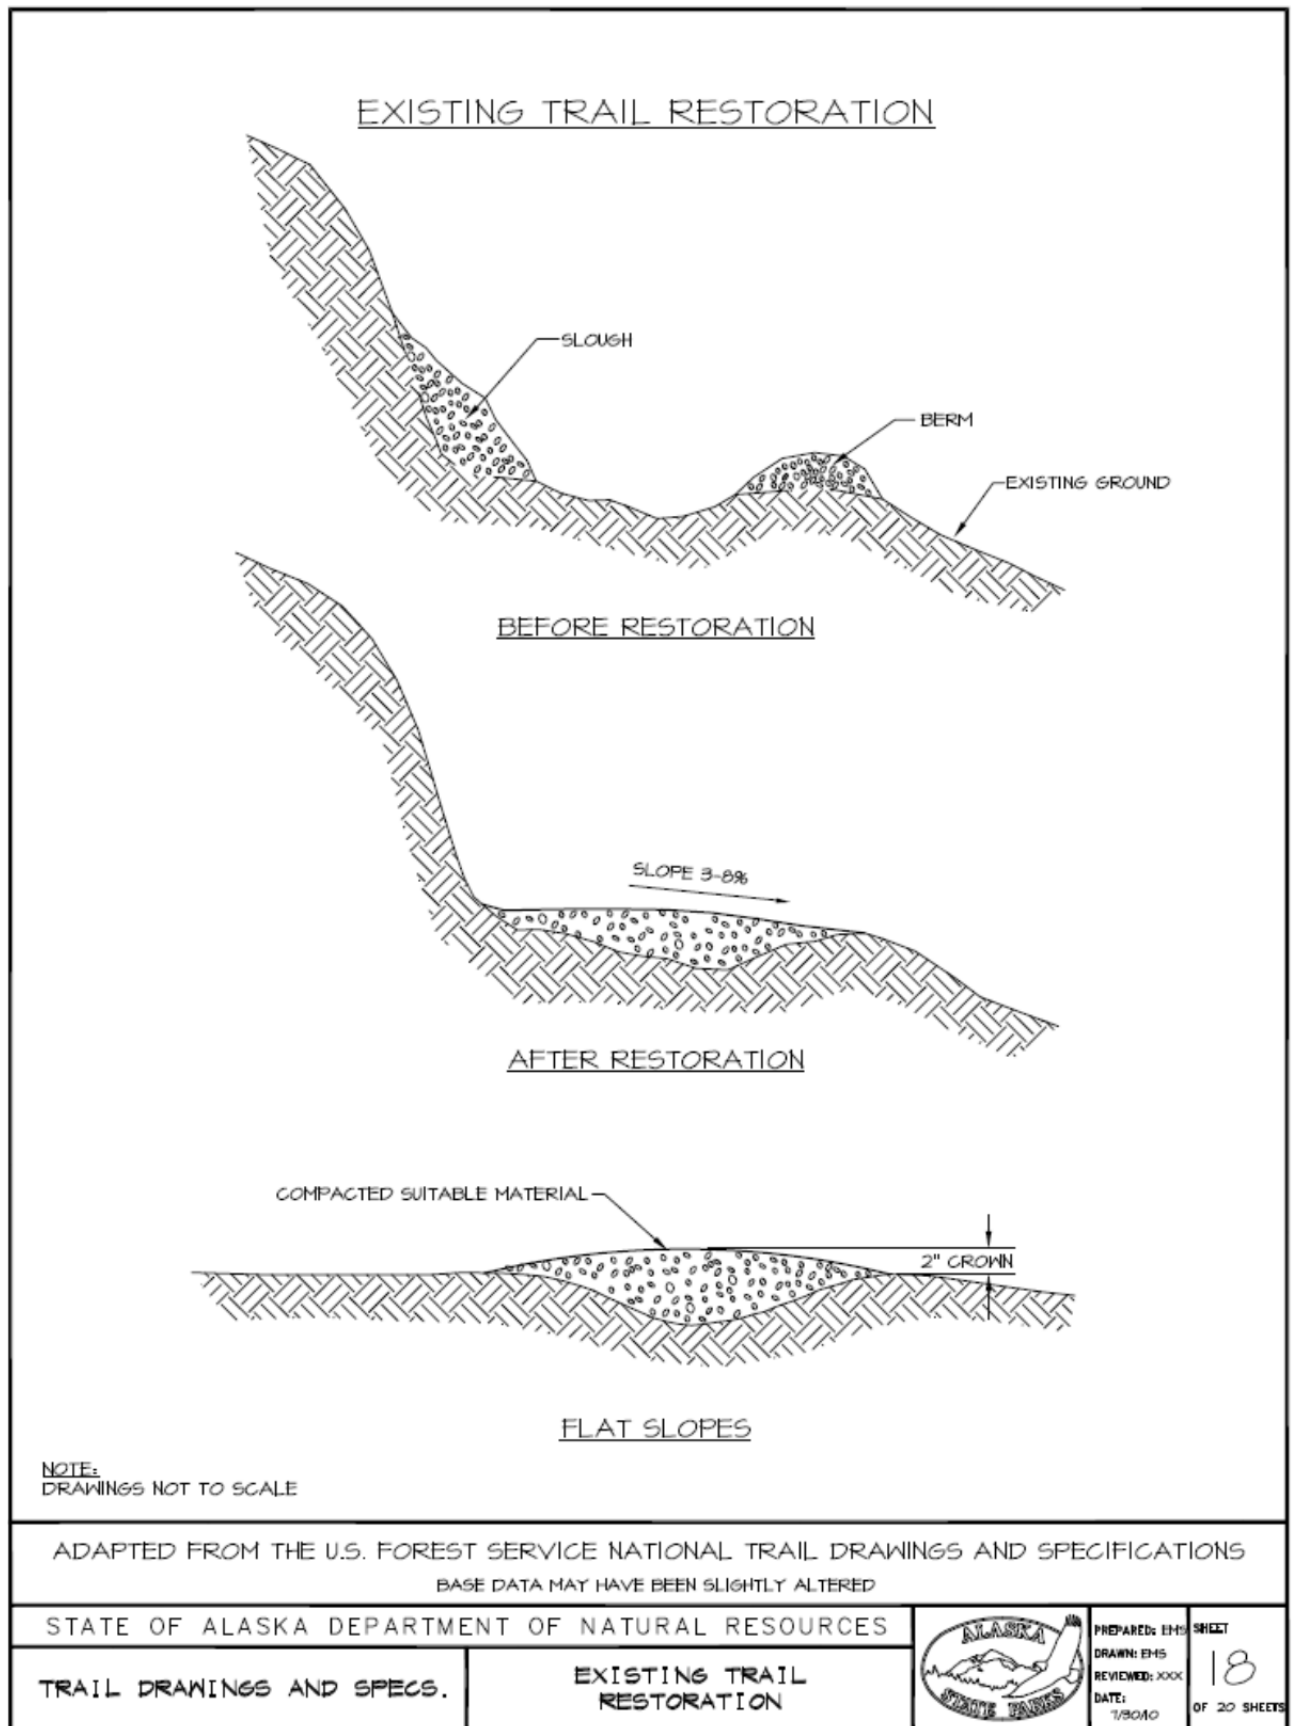 EXISTING TRAIL RESTORATION
SLOUGH
BERM
EXISTING GROUND
BEFORE RESTORATION
SLOPE 3-8%
AFTER RESTORATION
COMPACTED SUITABLE MATERIAL
2" CROWN
FLAT SLOPES
NOTE:
DRAWINGS NOT TO SCALE
ADAPTED FROM THE U.S. FOREST SERVICE NATIONAL TRAIL DRAWINGS AND SPECIFICATIONS
BASE DATA MAY HAVE BEEN SLIGHTLY ALTERED
STATE OF ALASKA DEPARTMENT OF NATURAL RESOURCES
TRAIL DRAWINGS AND SPECS.
EXISTING TRAIL
RESTORATION
ALASKA
STATE PARKS
PREPARED: EMS
DRAWN: EMS
REVIEWED: XXX
DATE:
7/30/10
SHEET
18
OF 20 SHEETS